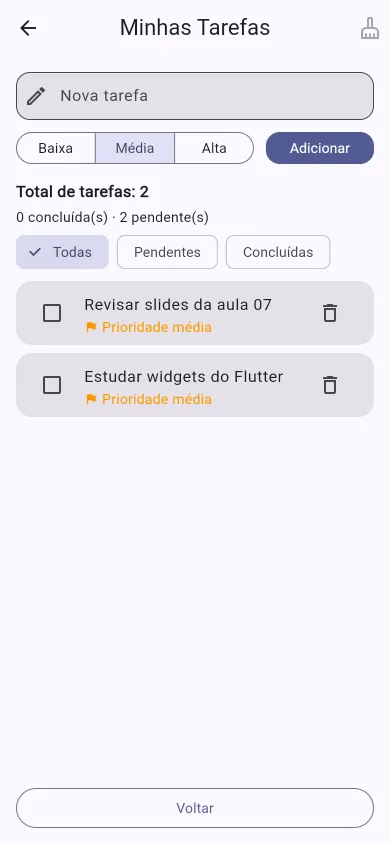 Minhas Tarefas
Nova tarefa
Baixa Média Alta Adicionar
Total de tarefas: 2
0 concluída(s) · 2 pendente(s)
Todas Pendentes Concluídas
Revisar slides da aula 07
Prioridade média
Estudar widgets do Flutter
Prioridade média
Voltar